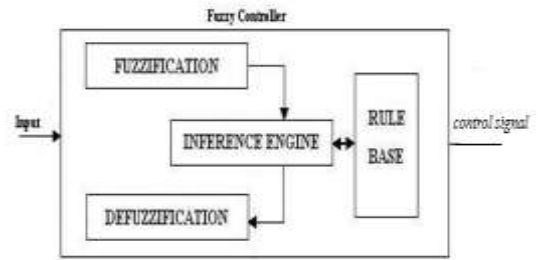 Fuzzy Controller
FUZZIFICATION
Input
INFERENCE ENGINE
RULE
BASE
control signal
DEFUZZIFICATION